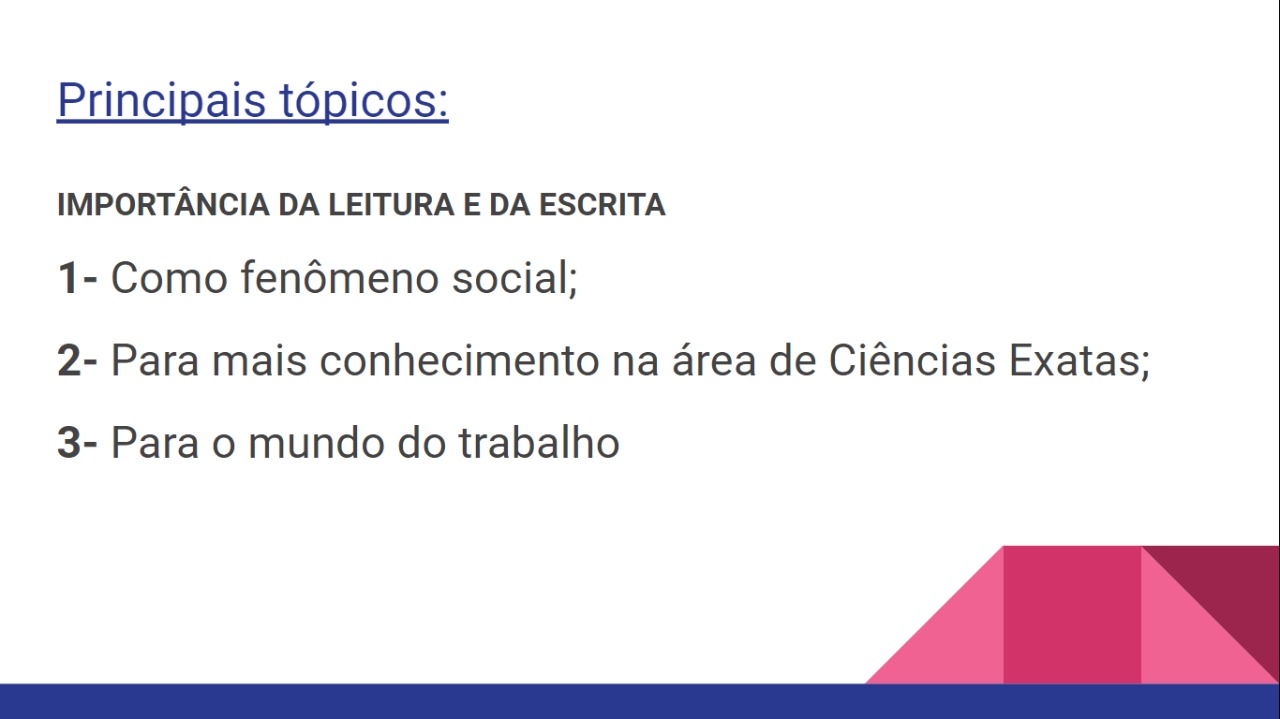 Principais tópicos:
IMPORTÂNCIA DA LEITURA E DA ESCRITA
1- Como fenômeno social;
2- Para mais conhecimento na área de Ciências Exatas;
3- Para o mundo do trabalho